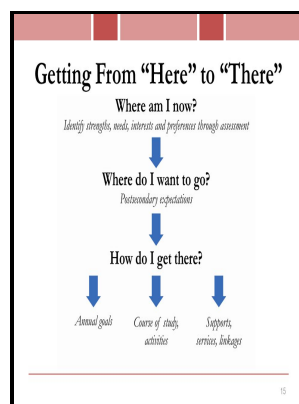 Getting From “Here” to “There”
Where am I now?
Identify strengths, needs, interests and preferences through assessment
Where do I want to go?
Postsecondary expectations
How do I get there?
Annual goals
Course of study,
activities
Supports,
services, linkages
15